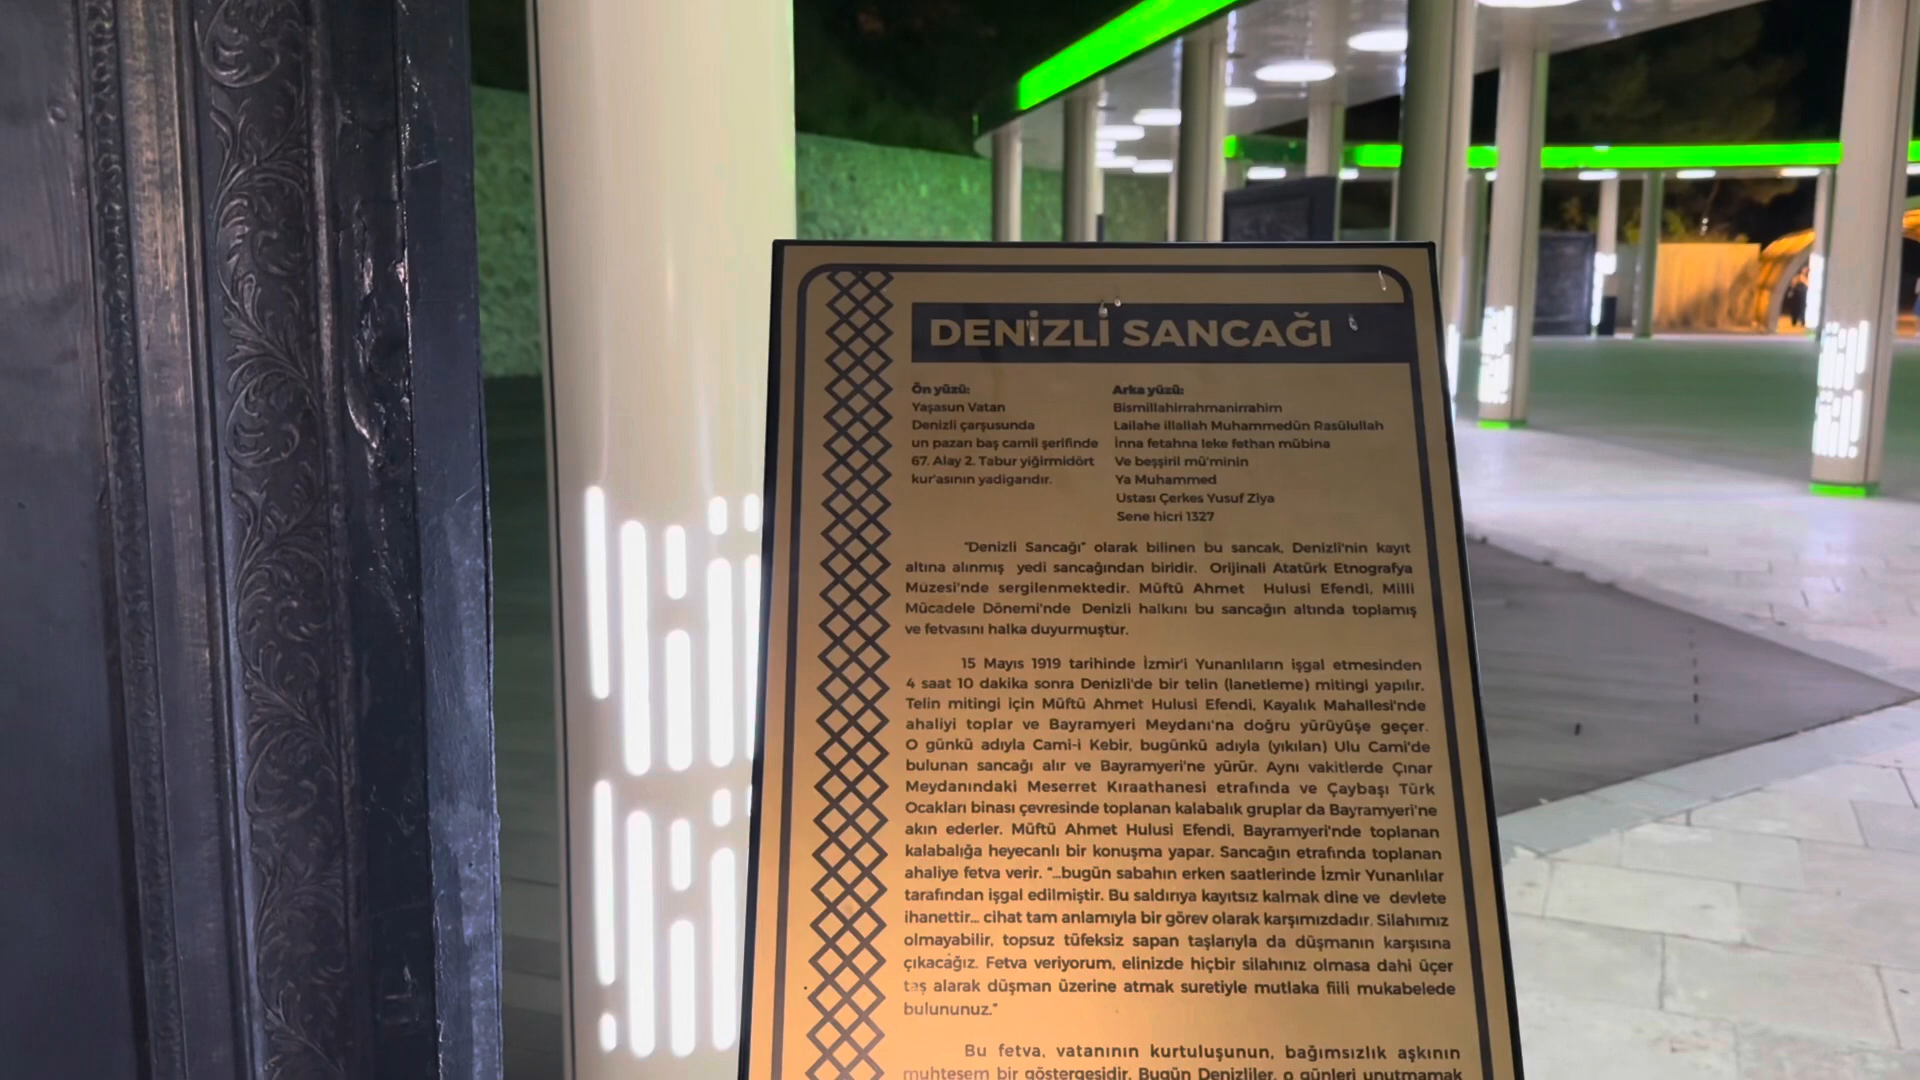 DENİZLİ SANCAĞI
Ön yüzü:
Yaşasun Vatan
Denizli çarşusunda
un pazarı baş camii şerifinde
67. Alay 2. Tabur yiğirmidört
kur'asının yadigarıdır.
Arka yüzü:
Bismillahirrahmanirrahim
Lailahe illallah Muhammedün Rasülullah
İnna fetahna leke fethan mübina
Ve beşşiril mü'minin
Ya Muhammed
Ustası Çerkes Yusuf Ziya
Sene hicri 1327
"Denizli Sancağı" olarak bilinen bu sancak, Denizli'nin kayıt
altına alınmış yedi sancağından biridir. Orijinali Atatürk Etnografya
Müzesi'nde sergilenmektedir. Müftü Ahmet Hulusi Efendi, Milli
Mücadele Dönemi'nde Denizli halkını bu sancağın altında toplamış
ve fetvasını halka duyurmuştur.
15 Mayıs 1919 tarihinde İzmir'i Yunanlıların işgal etmesinden
4 saat 10 dakika sonra Denizli'de bir telin (lanetleme) mitingi yapılır.
Telin mitingi için Müftü Ahmet Hulusi Efendi, Kayalık Mahallesi'nde
ahaliyi toplar ve Bayramyeri Meydanı'na doğru yürüyüşe geçer.
O günkü adıyla Cami-i Kebir, bugünkü adıyla (yıkılan) Ulu Cami'de
bulunan sancağı alır ve Bayramyeri'ne yürür. Aynı vakitlerde Çınar
Meydanındaki Meserret Kıraathanesi etrafında ve Çaybaşı Türk
Ocakları binası çevresinde toplanan kalabalık gruplar da Bayramyeri'ne
akın ederler. Müftü Ahmet Hulusi Efendi, Bayramyeri'nde toplanan
kalabalığa heyecanlı bir konuşma yapar. Sancağın etrafında toplanan
ahaliye fetva verir. "...bugün sabahın erken saatlerinde İzmir Yunanlılar
tarafından işgal edilmiştir. Bu saldırıya kayıtsız kalmak dine ve devlete
ihanettir... cihat tam anlamıyla bir görev olarak karşımızdadır. Silahımız
olmayabilir, topsuz tüfeksiz sapan taşlarıyla da düşmanın karşısına
çıkacağız. Fetva veriyorum, elinizde hiçbir silahınız olmasa dahi üçer
taş alarak düşman üzerine atmak suretiyle mutlaka fiili mukabelede
bulununuz."
Bu fetva, vatanının kurtuluşunun, bağımsızlık aşkının
muhteşem bir göstergesidir. Bugün Denizliler, o günleri unutmamak